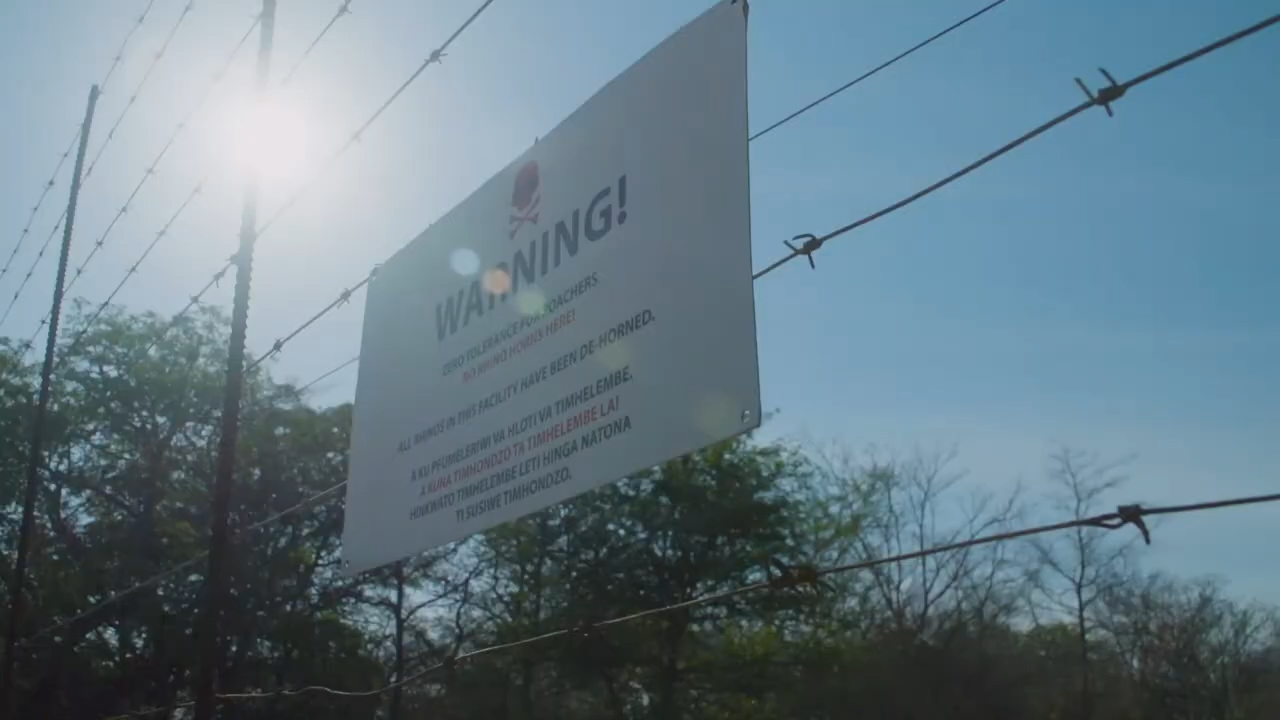 WARNING!
ZERO TOLERANCE FOR POACHERS.
NO RHINO HORNS HERE!
ALL RHINOS IN THIS FACILITY HAVE BEEN DE-HORNED.
A KU PFUMELERIWI VA HLOTI VA TIMHELEMBE.
A KUNA TIMHONDZO TA TIMHELEMBE LA!
HINKWATO TIMHELEMBE LETI HINGA NATONA
TI SUSIWE TIMHONDZO.